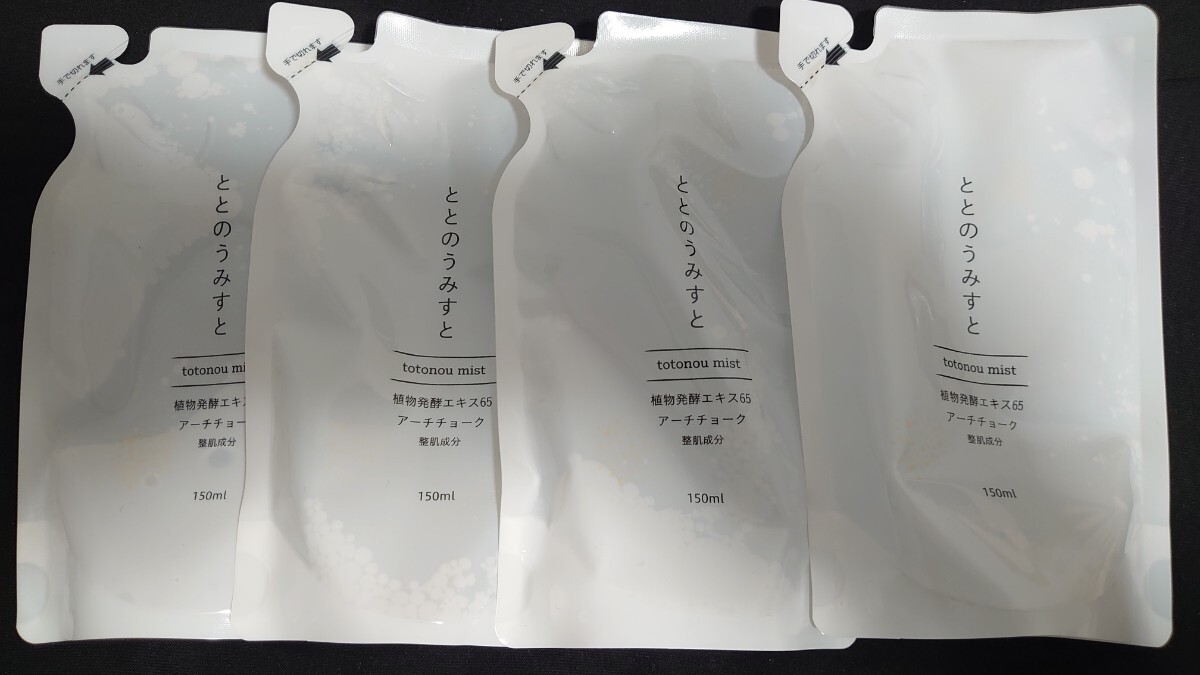 手で切れます
ととのうみすと
totonou mi
植物発酵エキ
アーチチョー
整肌成分
150ml
手で切れます
ととのうみすと
totonou mist
植物発酵エキス65
アーチチョーク
整肌成分
150ml
手で切れます
ととのうみすと
totonou mist
植物発酵エキス65
アーチチョーク
整肌成分
150ml
手で切れます
ととのうみすと
totonou mist
植物発酵エキス65
アーチチョーク
整肌成分
150ml